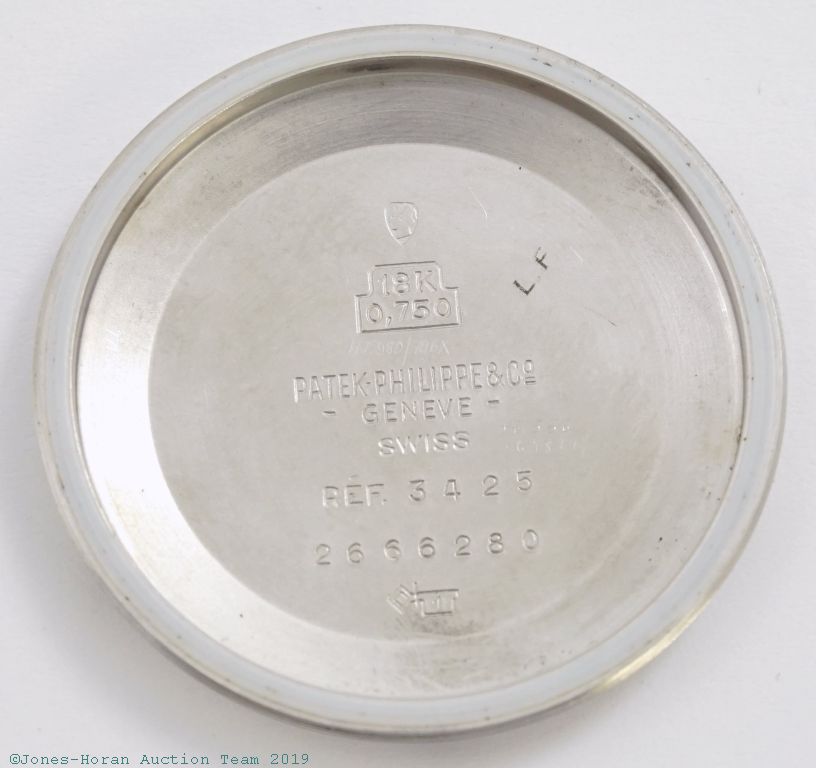 18K
0,750
L.F
PATEK·PHILIPPE&Cº
- GENEVE -
SWISS
RÉF. 3425
2666280
©Jones-Horan Auction Team 2019